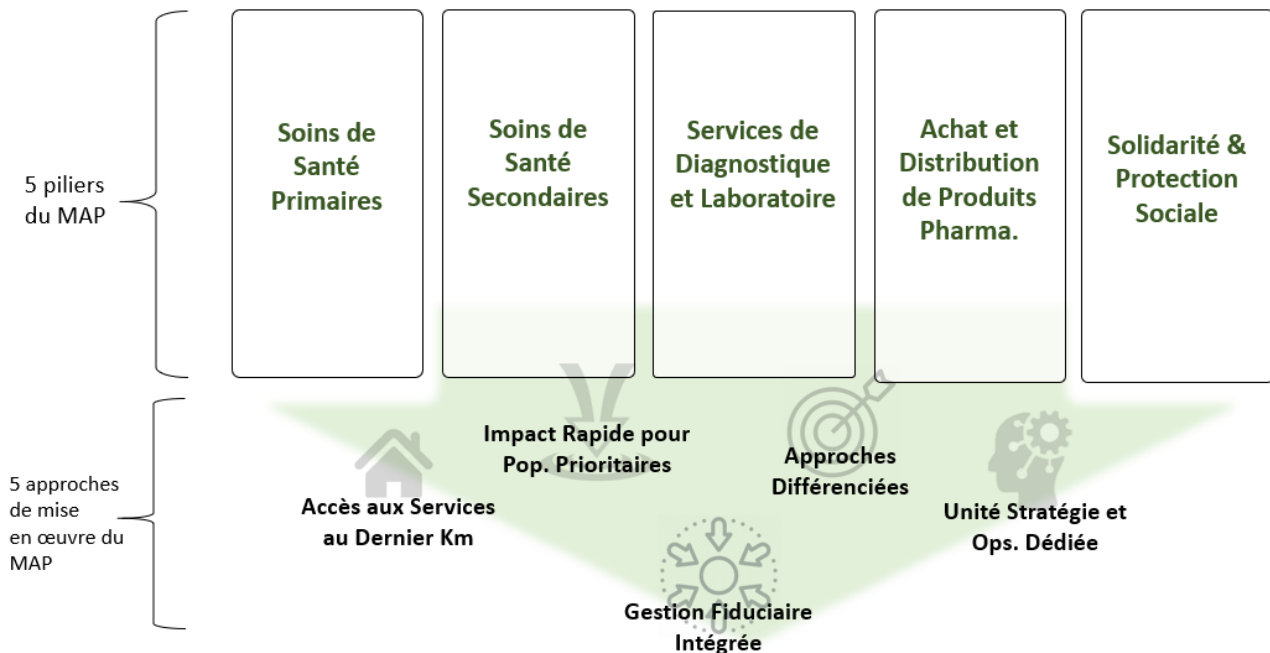 5 piliers
du MAP
Soins de
Santé
Primaires
Soins de
Santé
Secondaires
Services de
Diagnostique
et Laboratoire
Achat et
Distribution
de Produits
Pharma.
Solidarité &
Protection
Sociale
5 approches
de mise
en œuvre du
MAP
Accès aux Services
au Dernier Km
Impact Rapide pour
Pop. Prioritaires
Gestion Fiduciaire
Intégrée
Approches
Différenciées
Unité Stratégie et
Ops. Dédiée